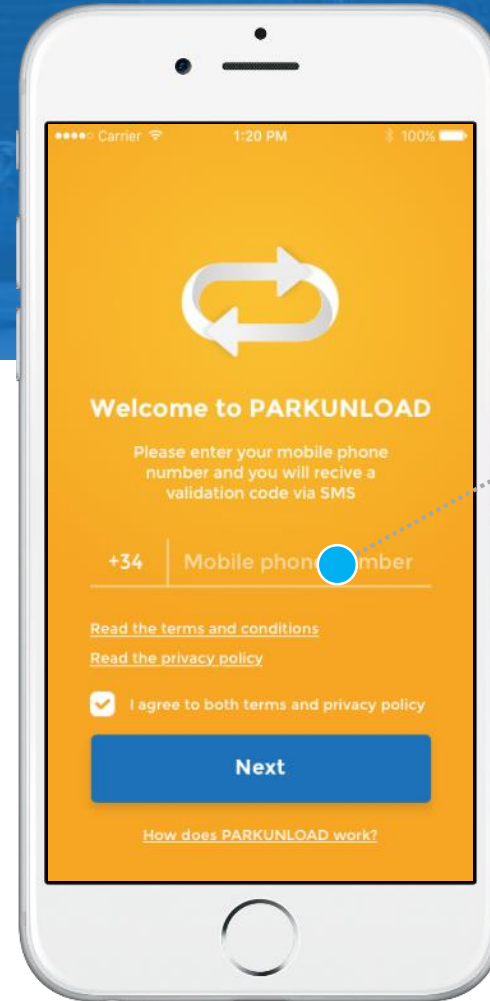 Carrier 1:20 PM 100%
Welcome to PARKUNLOAD
Please enter your mobile phone
number and you will recive a
validation code via SMS
+34 Mobile phon mber
Read the terms and conditions
Read the privacy policy
I agree to both terms and privacy policy
Next
How does PARKUNLOAD work?